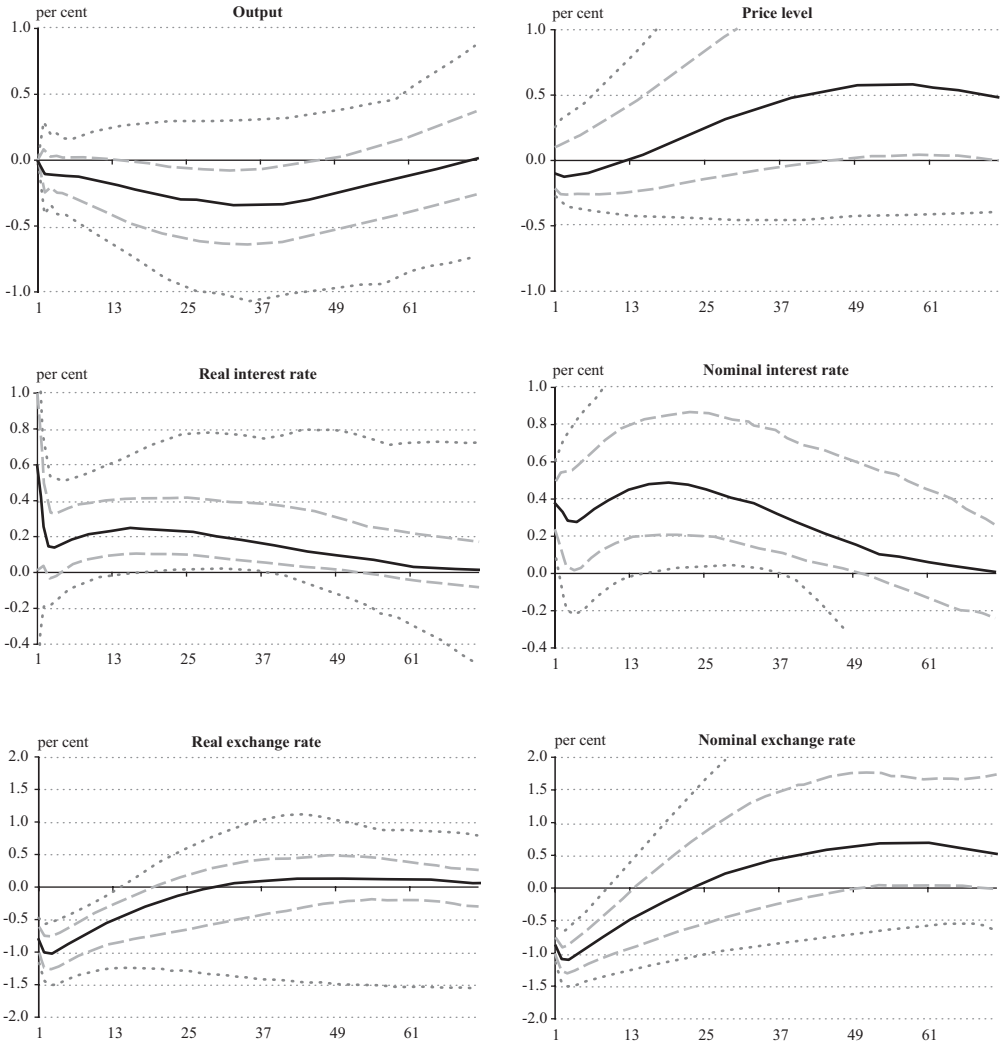 per cent
Output
1.0
0.5
0.0
-0.5
-1.0
1 13 25 37 49 61
per cent
Price level
1.0
0.5
0.0
-0.5
-1.0
1 13 25 37 49 61
per cent
Real interest rate
1.0
0.8
0.6
0.4
0.2
0.0
-0.2
-0.4
1 13 25 37 49 61
per cent
Nominal interest rate
1.0
0.8
0.6
0.4
0.2
0.0
-0.2
-0.4
1 13 25 37 49 61
per cent
Real exchange rate
2.0
1.5
1.0
0.5
0.0
-0.5
-1.0
-1.5
-2.0
1 13 25 37 49 61
per cent
Nominal exchange rate
2.0
1.5
1.0
0.5
0.0
-0.5
-1.0
-1.5
-2.0
1 13 25 37 49 61